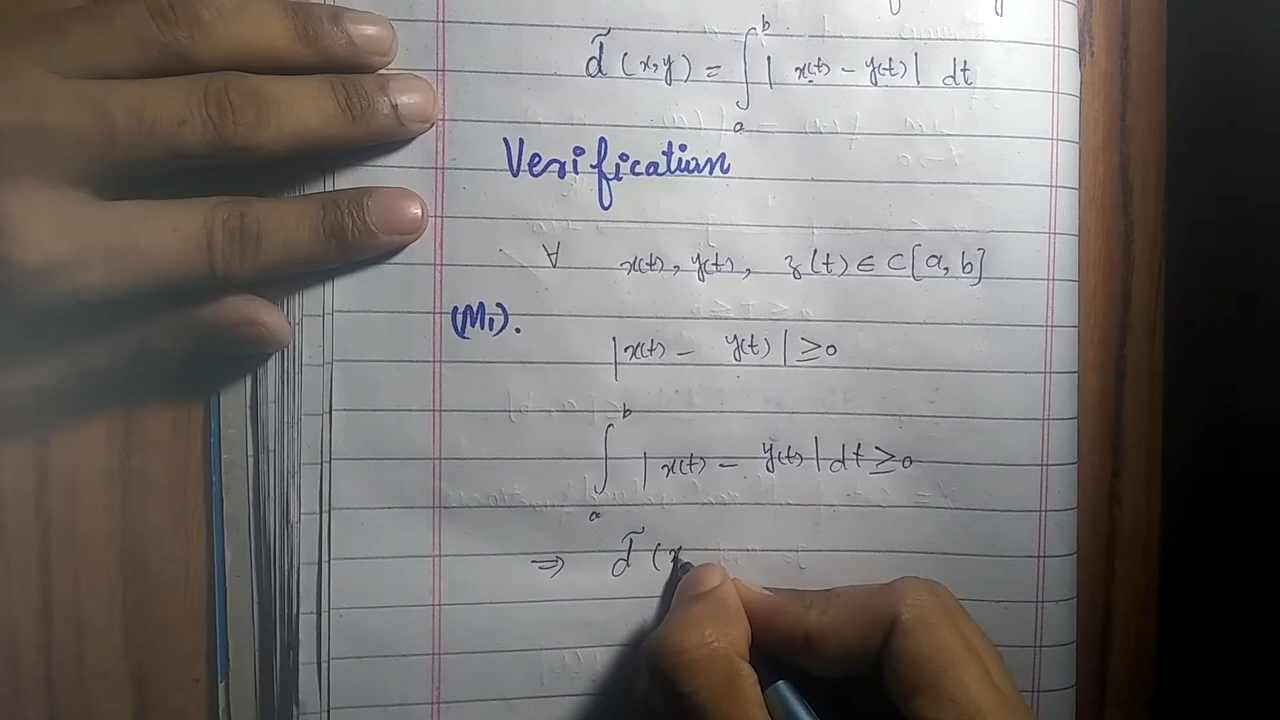 d̃ (x,y) = ∫ₐᵇ | x(t) - y(t) | dt
Verification
∀ x(t), y(t), z(t) ∈ C[a, b]
(M₁).
|x(t) - y(t)| ≥0
∫ₐᵇ | x(t) - y(t) | dt ≥0
⇒ d̃ (x